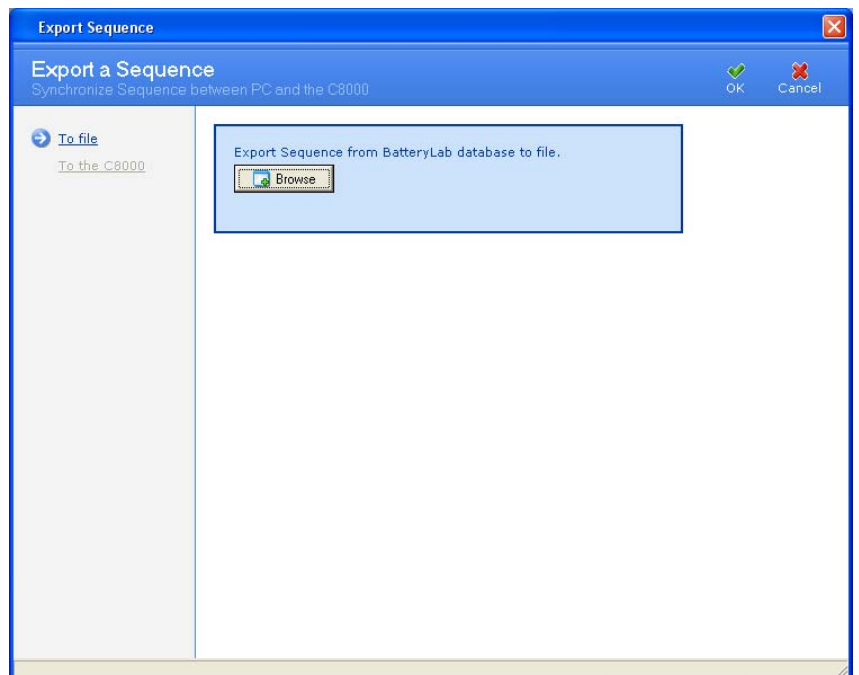 Export Sequence
Export a Sequence
Synchronize Sequence between PC and the C8000
OK
Cancel
To file
To the C8000
Export Sequence from BatteryLab database to file.
Browse